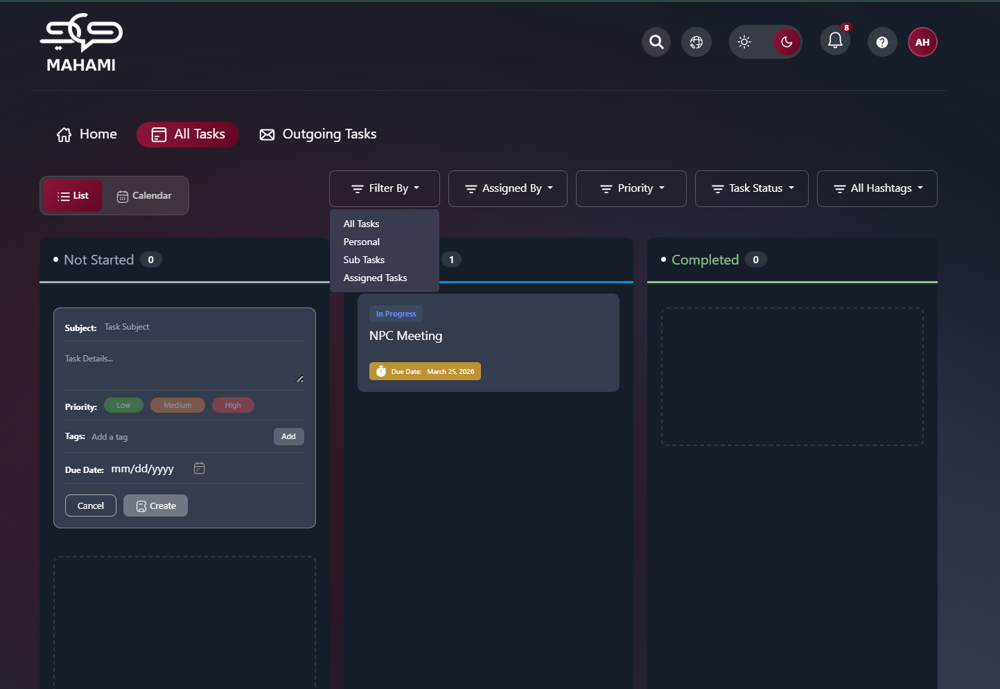 مهامي
MAHAMI
8
AH
Home
All Tasks
Outgoing Tasks
List
Calendar
Filter By
Assigned By
Priority
Task Status
All Hashtags
All Tasks
Personal
Sub Tasks
Assigned Tasks
Not Started 0
1
Completed 0
Subject: Task Subject
Task Details...
Priority: Low Medium High
Tags: Add a tag Add
Due Date: mm/dd/yyyy
Cancel Create
In Progress
NPC Meeting
Due Date: March 25, 2026